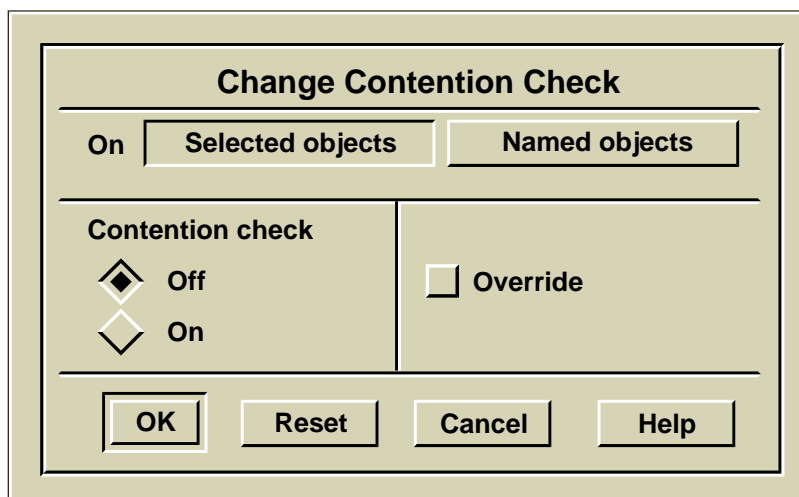 Change Contention Check
On Selected objects Named objects
Contention check
Off
Override
On
OK Reset Cancel Help